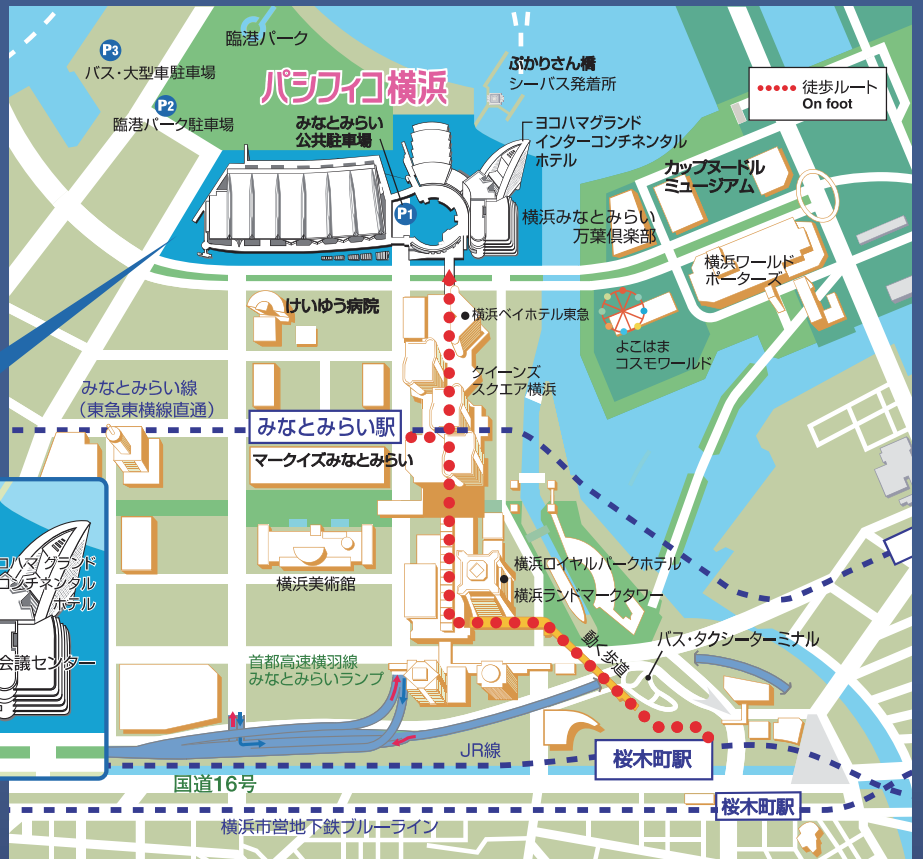 臨港パーク
P3
バス・大型車駐車場
P2
臨港パーク駐車場
パシフィコ横浜
みなとみらい
公共駐車場
P1
ぷかりさん橋
シーバス発着所
ヨコハマグランド
インターコンチネンタル
ホテル
徒歩ルート
On foot
カップヌードル
ミュージアム
横浜みなとみらい
万葉倶楽部
横浜ワールド
ポーターズ
けいゆう病院
横浜ベイホテル東急
よこはま
コスモワールド
クイーンズ
スクエア横浜
みなとみらい線
(東急東横線直通)
みなとみらい駅
マークイズみなとみらい
横浜美術館
横浜ロイヤルパークホテル
横浜ランドマークタワー
コハマ グランド
コンチネンタル
ホテル
会議センター
首都高速横羽線
みなとみらいランプ
動く歩道
バス・タクシーターミナル
JR線
桜木町駅
国道16号
桜木町駅
横浜市営地下鉄ブルーライン